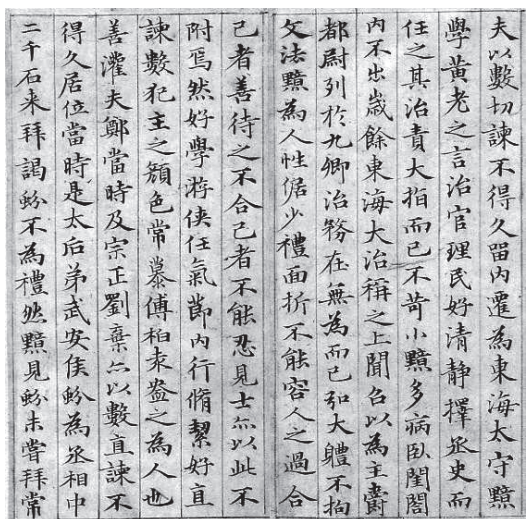 夫以數切諫不得久留內遷為東海太守黯
學黃老之言治官理民好清靜擇丞史而
任之其治責大指而已不苛小黯多病臥閨閤
內不出歲餘東海大治稱之上聞召以為主爵
都尉列於九卿治務在無為而已弘大體不拘
文法黯為人性倨少禮面折不能容人之過合
己者善待之不合己者不能忍見士亦以此不
附焉然好學游俠任氣節內行脩潔好直
諫數犯主之顏色常慕傅柏袁盎之為人也
善灌夫鄭當時及宗正劉棄亦以數直諫不
得久居位當時是太后弟武安侯蚡為丞相中
二千石来拜謁蚡不為禮然黯見蚡未嘗拜常